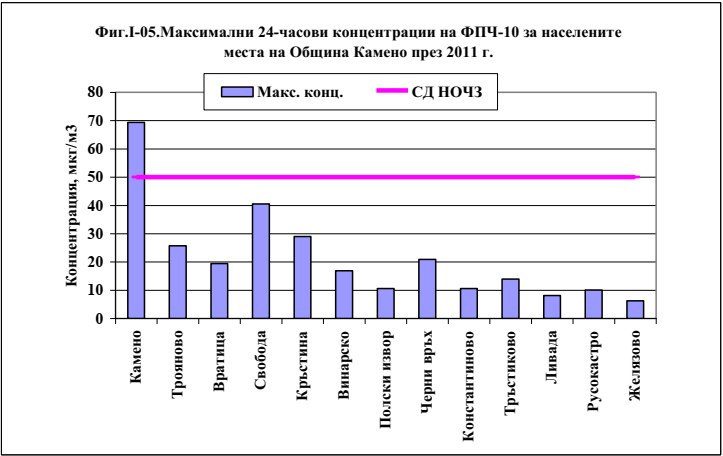 Фиг.I-05.Максимални 24-часови концентрации на ФПЧ-10 за населените
места на Община Камено през 2011 г.
Макс. конц.
СД НОЧЗ
Концентрация, мкг/м3
80
70
60
50
40
30
20
10
0
Камено
Трояново
Вратица
Свобода
Кръстина
Винарско
Полски извор
Черни връх
Константиново
Тръстиково
Ливада
Русокастро
Желязово